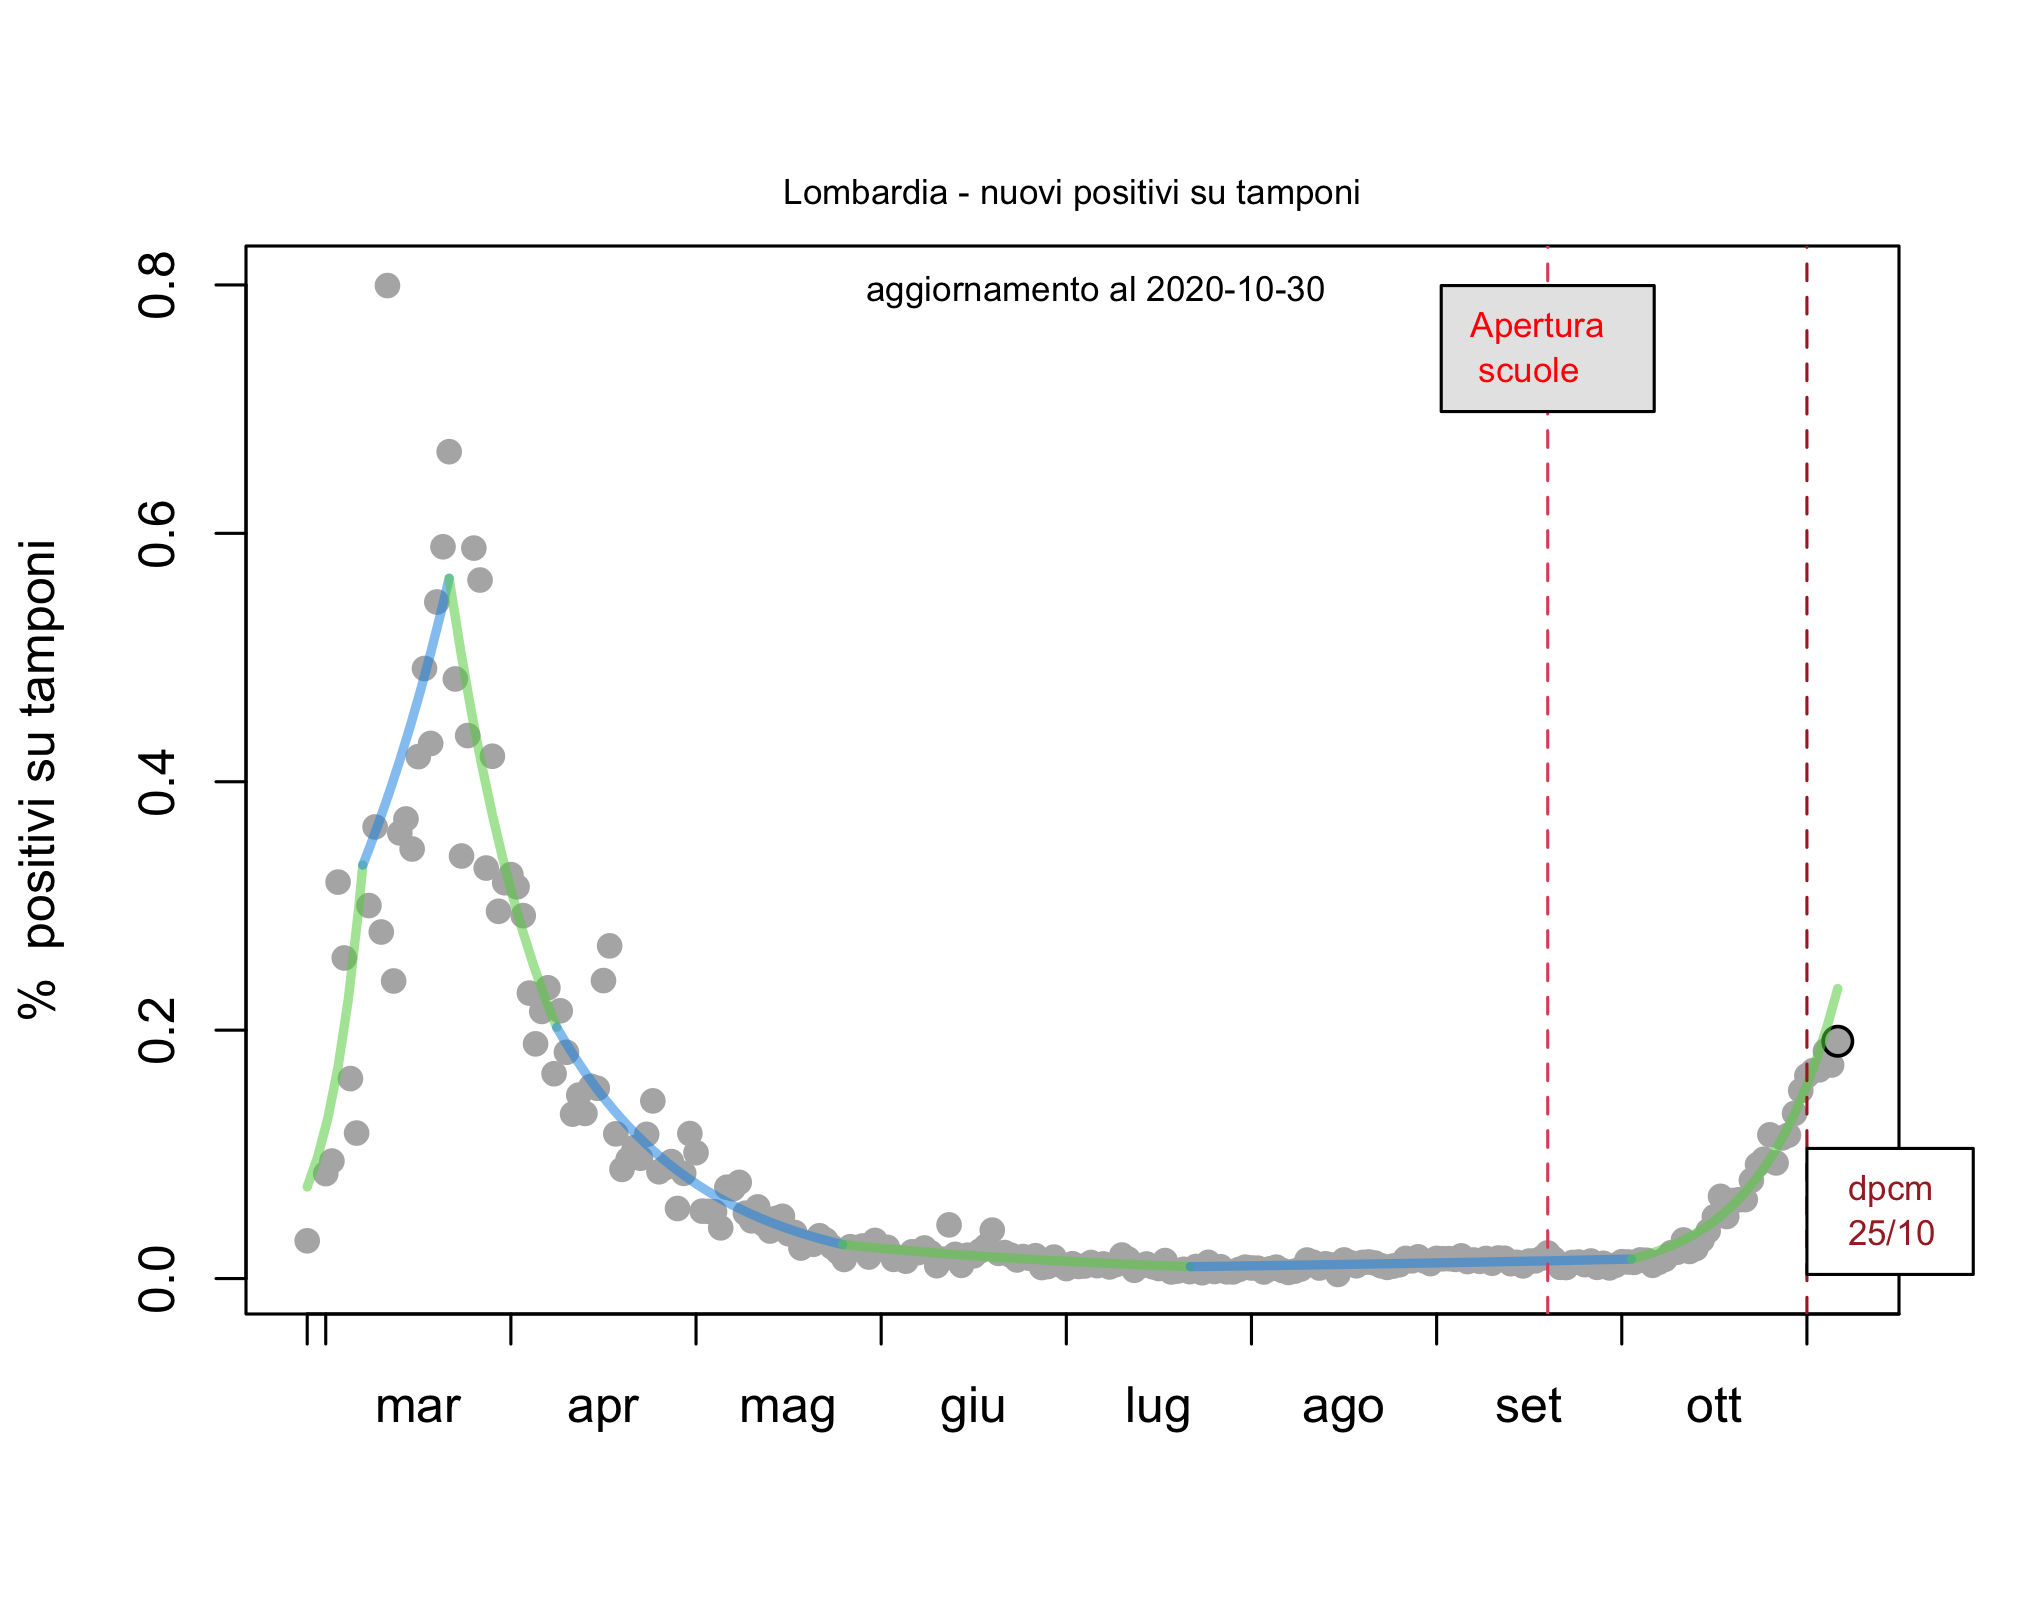 Lombardia - nuovi positivi su tamponi
aggiornamento al 2020-10-30
Apertura
scuole
% positivi su tamponi
0.8
0.6
0.4
0.2
0.0
dpcm
25/10
mar apr mag giu lug ago set ott